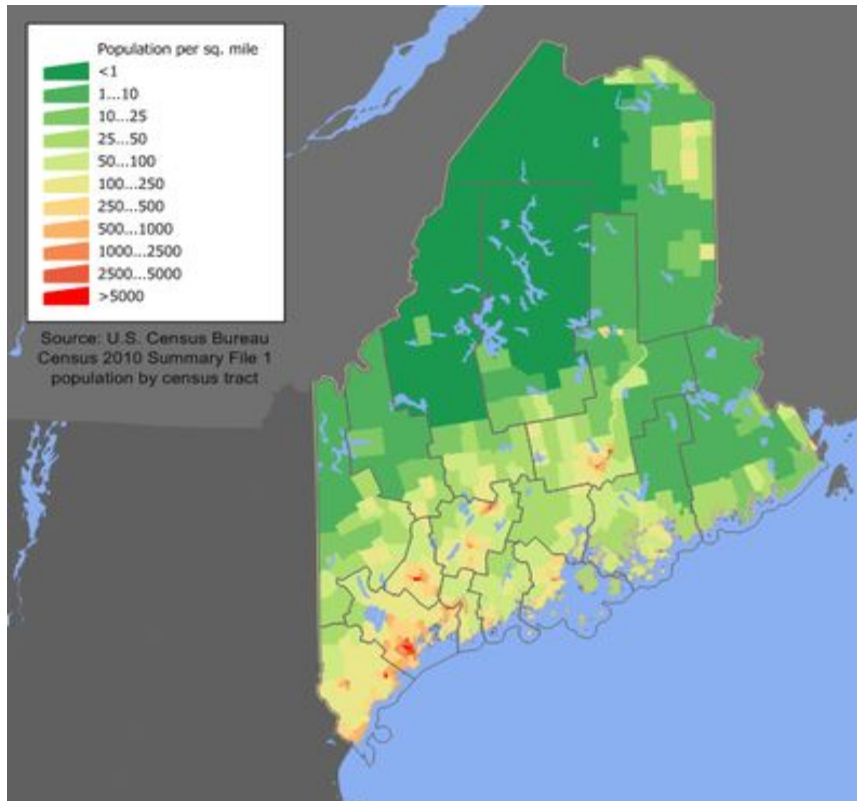 Population per sq. mile
<1
1...10
10...25
25...50
50...100
100...250
250...500
500...1000
1000...2500
2500...5000
>5000
Source: U.S. Census Bureau
Census 2010 Summary File 1
population by census tract